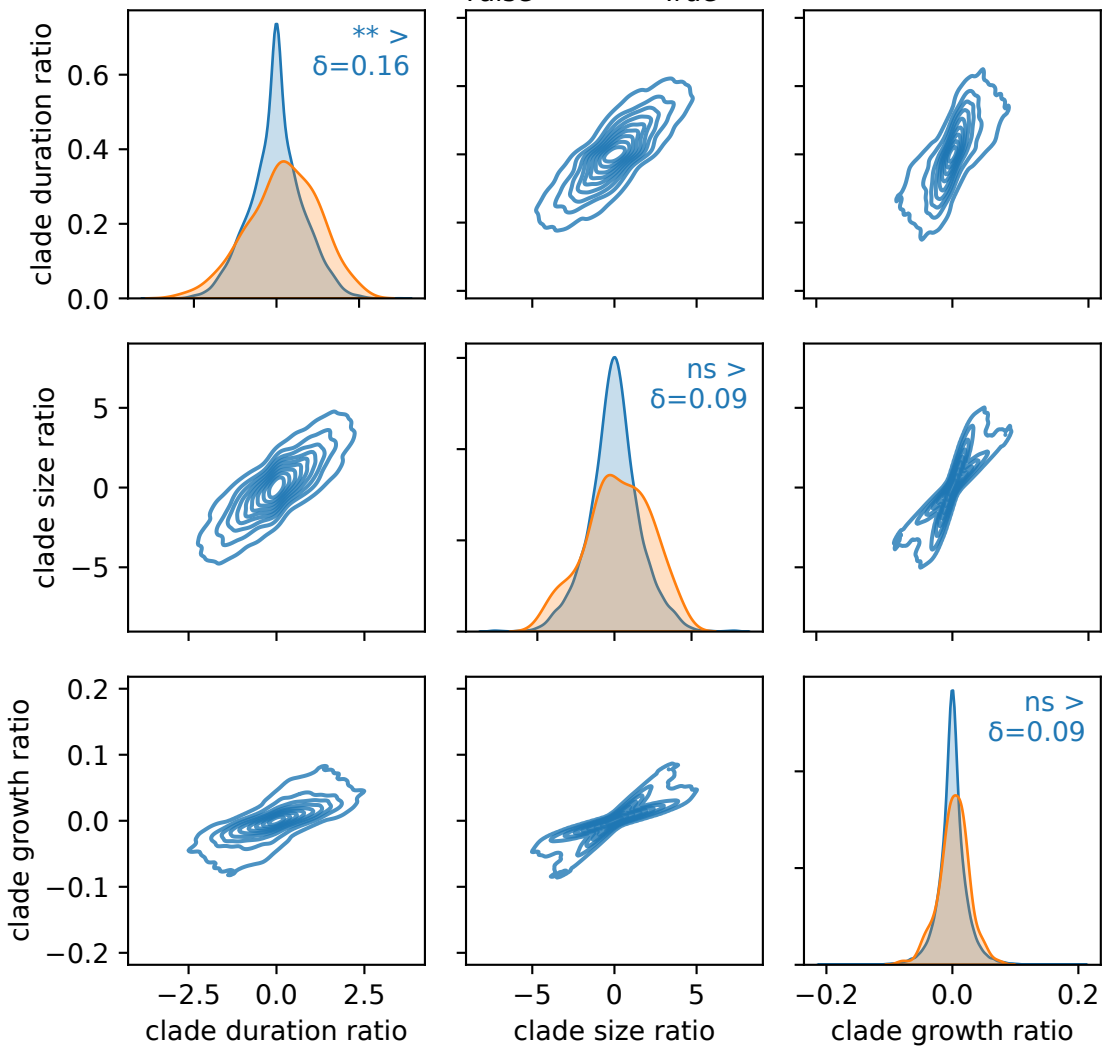 False True
clade duration ratio
0.6
0.4
0.2
0.0
** >
δ=0.16
clade size ratio
5
0
−5
ns >
δ=0.09
clade growth ratio
0.2
0.1
0.0
−0.1
−0.2
ns >
δ=0.09
−2.5 0.0 2.5
−5 0 5
−0.2 0.0 0.2
clade duration ratio
clade size ratio
clade growth ratio